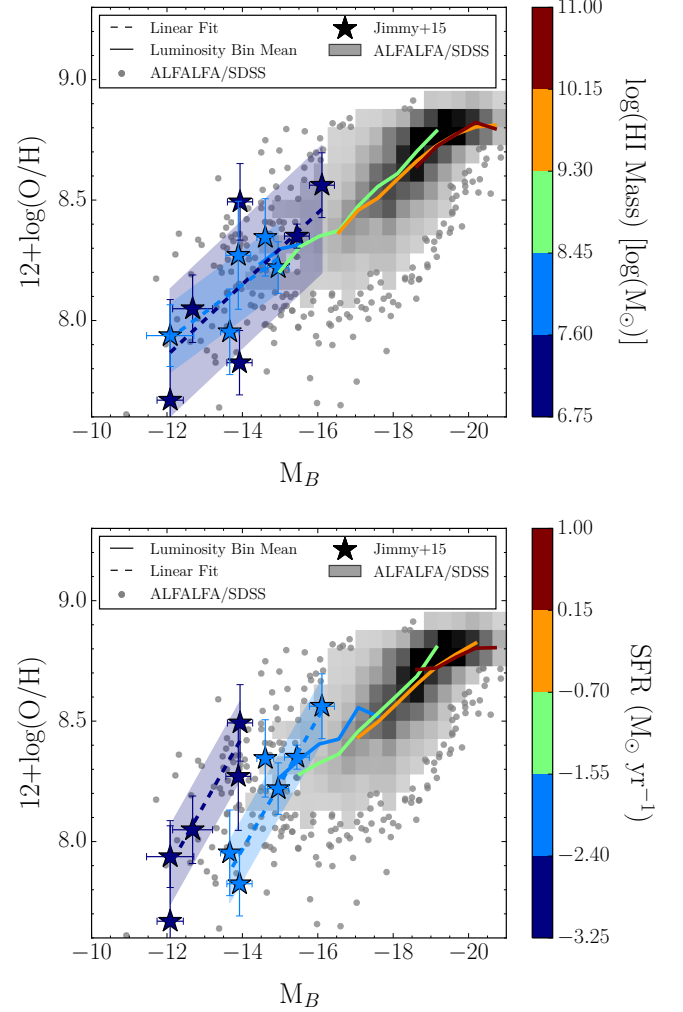 Linear Fit
Luminosity Bin Mean
ALFALFA/SDSS
Jimmy+15
ALFALFA/SDSS
12+log(O/H)
9.0
8.5
8.0
−10 −12 −14 −16 −18 −20
M_B
11.00
10.15
9.30
8.45
7.60
6.75
log(HI Mass) [log(M⊙)]
Luminosity Bin Mean
Linear Fit
ALFALFA/SDSS
Jimmy+15
ALFALFA/SDSS
12+log(O/H)
9.0
8.5
8.0
−10 −12 −14 −16 −18 −20
M_B
1.00
0.15
−0.70
−1.55
−2.40
−3.25
SFR (M⊙ yr⁻¹)